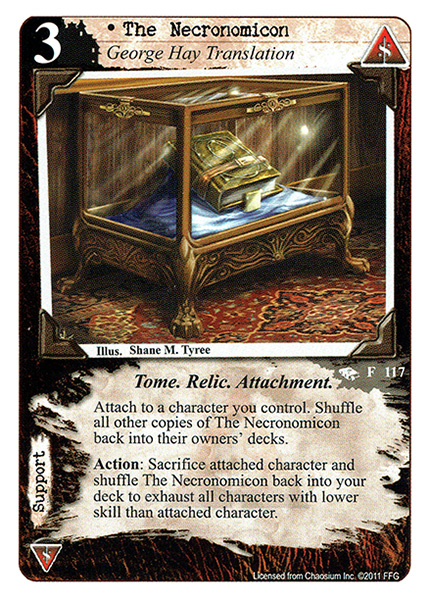 3
• The Necronomicon
George Hay Translation
Illus. Shane M. Tyree
F 117
Tome. Relic. Attachment.
Attach to a character you control. Shuffle
all other copies of The Necronomicon
back into their owners' decks.
Action: Sacrifice attached character and
shuffle The Necronomicon back into your
deck to exhaust all characters with lower
skill than attached character.
Support
Licensed from Chaosium Inc. ©2011 FFG